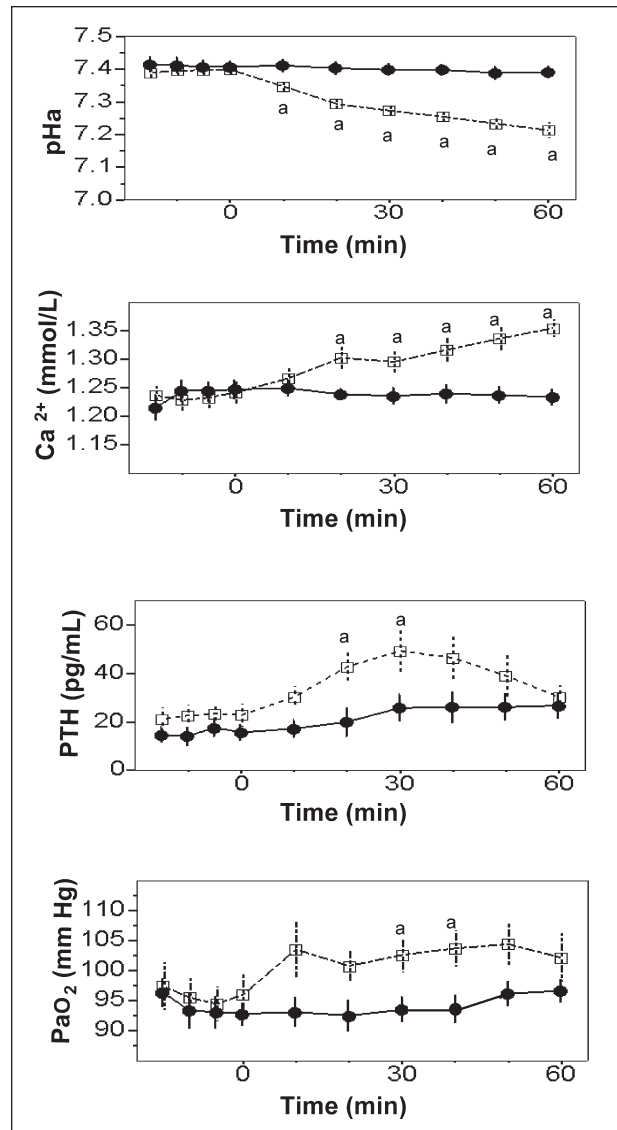 7.5
7.4
7.3
7.2
7.1
7.0
pHa
a a a a a a
0 30 60
Time (min)
1.35
1.30
1.25
1.20
1.15
Ca 2+ (mmol/L)
a a a a a
0 30 60
Time (min)
60
40
20
0
PTH (pg/mL)
a a
0 30 60
Time (min)
110
105
100
95
90
PaO2 (mm Hg)
a a
0 30 60
Time (min)